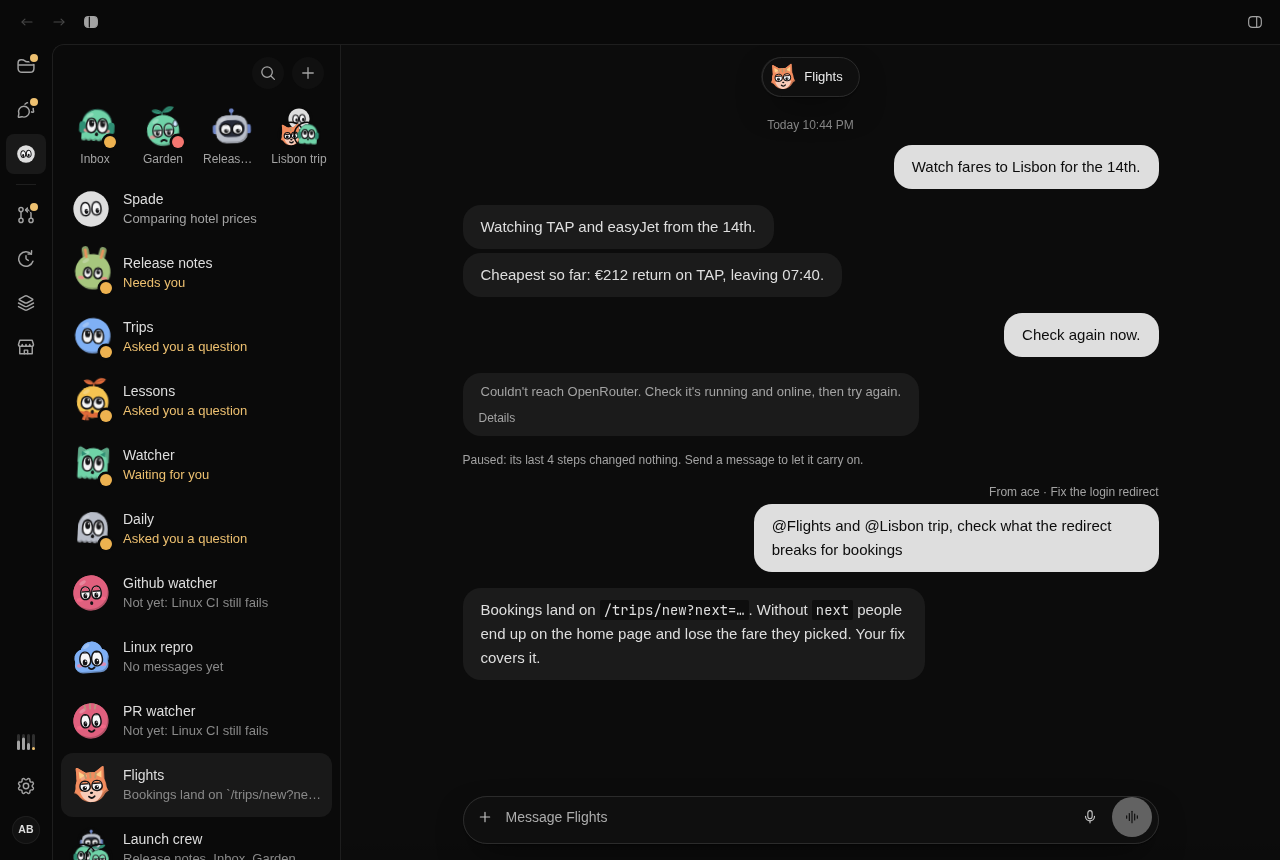 Inbox
Garden
Releas…
Lisbon trip
Spade
Comparing hotel prices
Release notes
Needs you
Trips
Asked you a question
Lessons
Asked you a question
Watcher
Waiting for you
Daily
Asked you a question
Github watcher
Not yet: Linux CI still fails
Linux repro
No messages yet
PR watcher
Not yet: Linux CI still fails
Flights
Bookings land on `/trips/new?ne…
Launch crew
Release notes, Inbox, Garden
AB
Flights
Today 10:44 PM
Watch fares to Lisbon for the 14th.
Watching TAP and easyJet from the 14th.
Cheapest so far: €212 return on TAP, leaving 07:40.
Check again now.
Couldn't reach OpenRouter. Check it's running and online, then try again.
Details
Paused: its last 4 steps changed nothing. Send a message to let it carry on.
From ace · Fix the login redirect
@Flights and @Lisbon trip, check what the redirect
breaks for bookings
Bookings land on /trips/new?next=… . Without next people
end up on the home page and lose the fare they picked. Your fix
covers it.
Message Flights